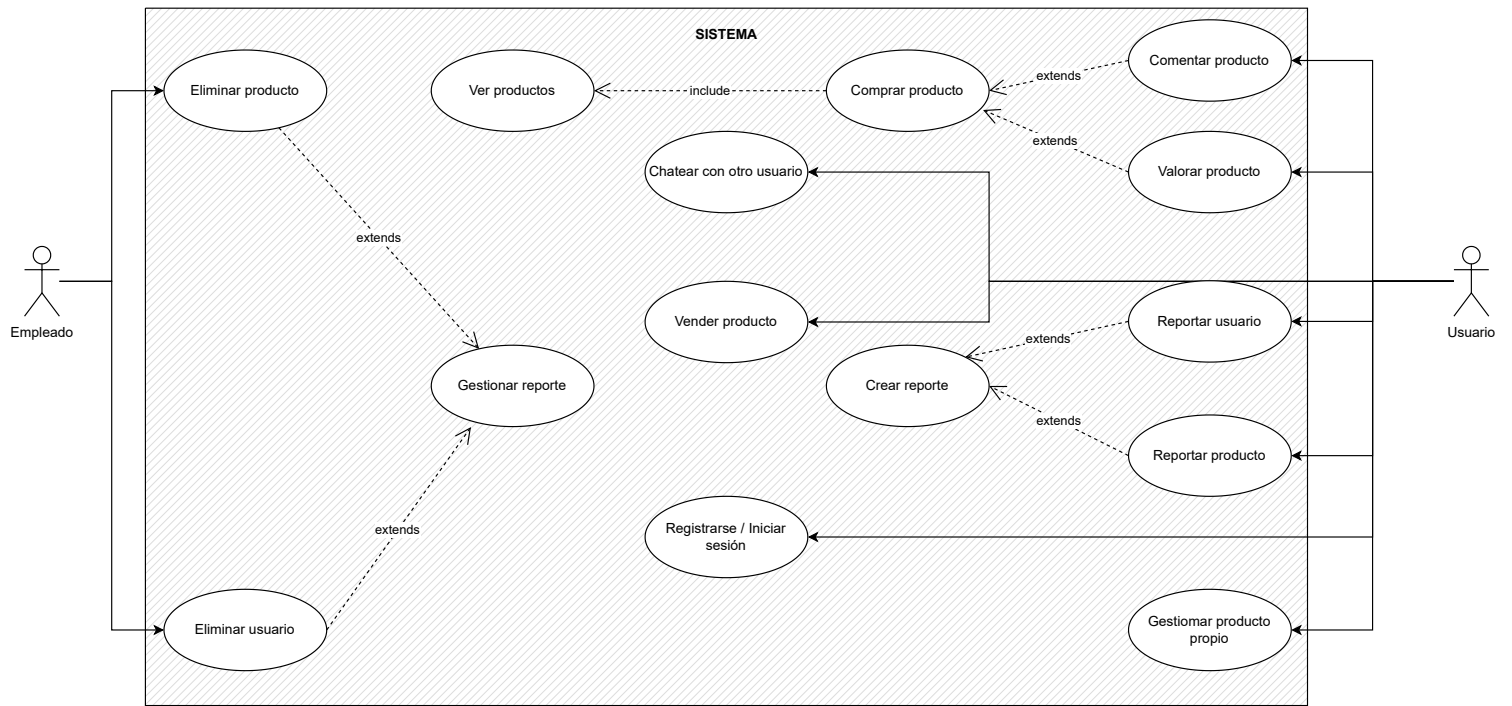 SISTEMA
Eliminar producto
Ver productos
include
Comprar producto
extends
Comentar producto
extends
Chatear con otro usuario
Valorar producto
extends
Empleado
Vender producto
Reportar usuario
extends
Usuario
Gestionar reporte
Crear reporte
extends
Reportar producto
extends
Registrarse / Iniciar
sesión
Eliminar usuario
Gestiomar producto
propio